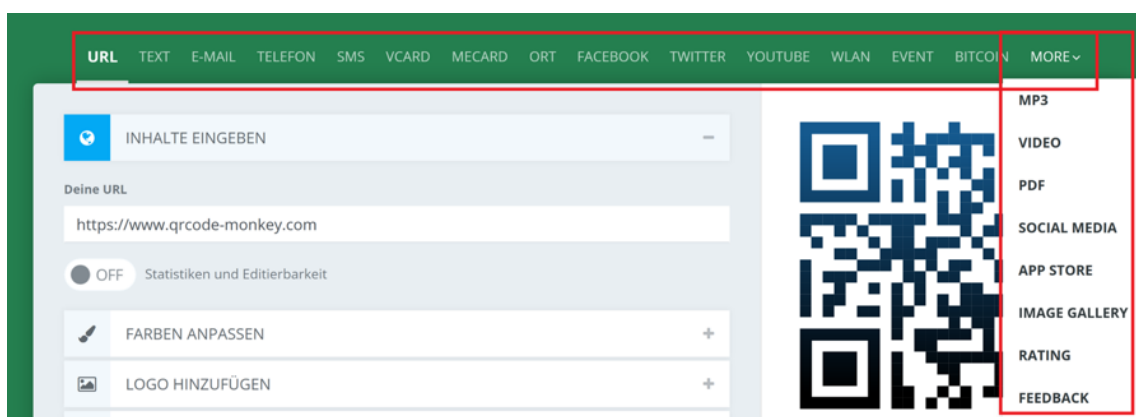 URL TEXT E-MAIL TELEFON SMS VCARD MECARD ORT FACEBOOK TWITTER YOUTUBE WLAN EVENT BITCOIN MORE
MP3
VIDEO
PDF
SOCIAL MEDIA
APP STORE
IMAGE GALLERY
RATING
FEEDBACK
INHALTE EINGEBEN
Deine URL
https://www.qrcode-monkey.com
OFF Statistiken und Editierbarkeit
FARBEN ANPASSEN
LOGO HINZUFÜGEN